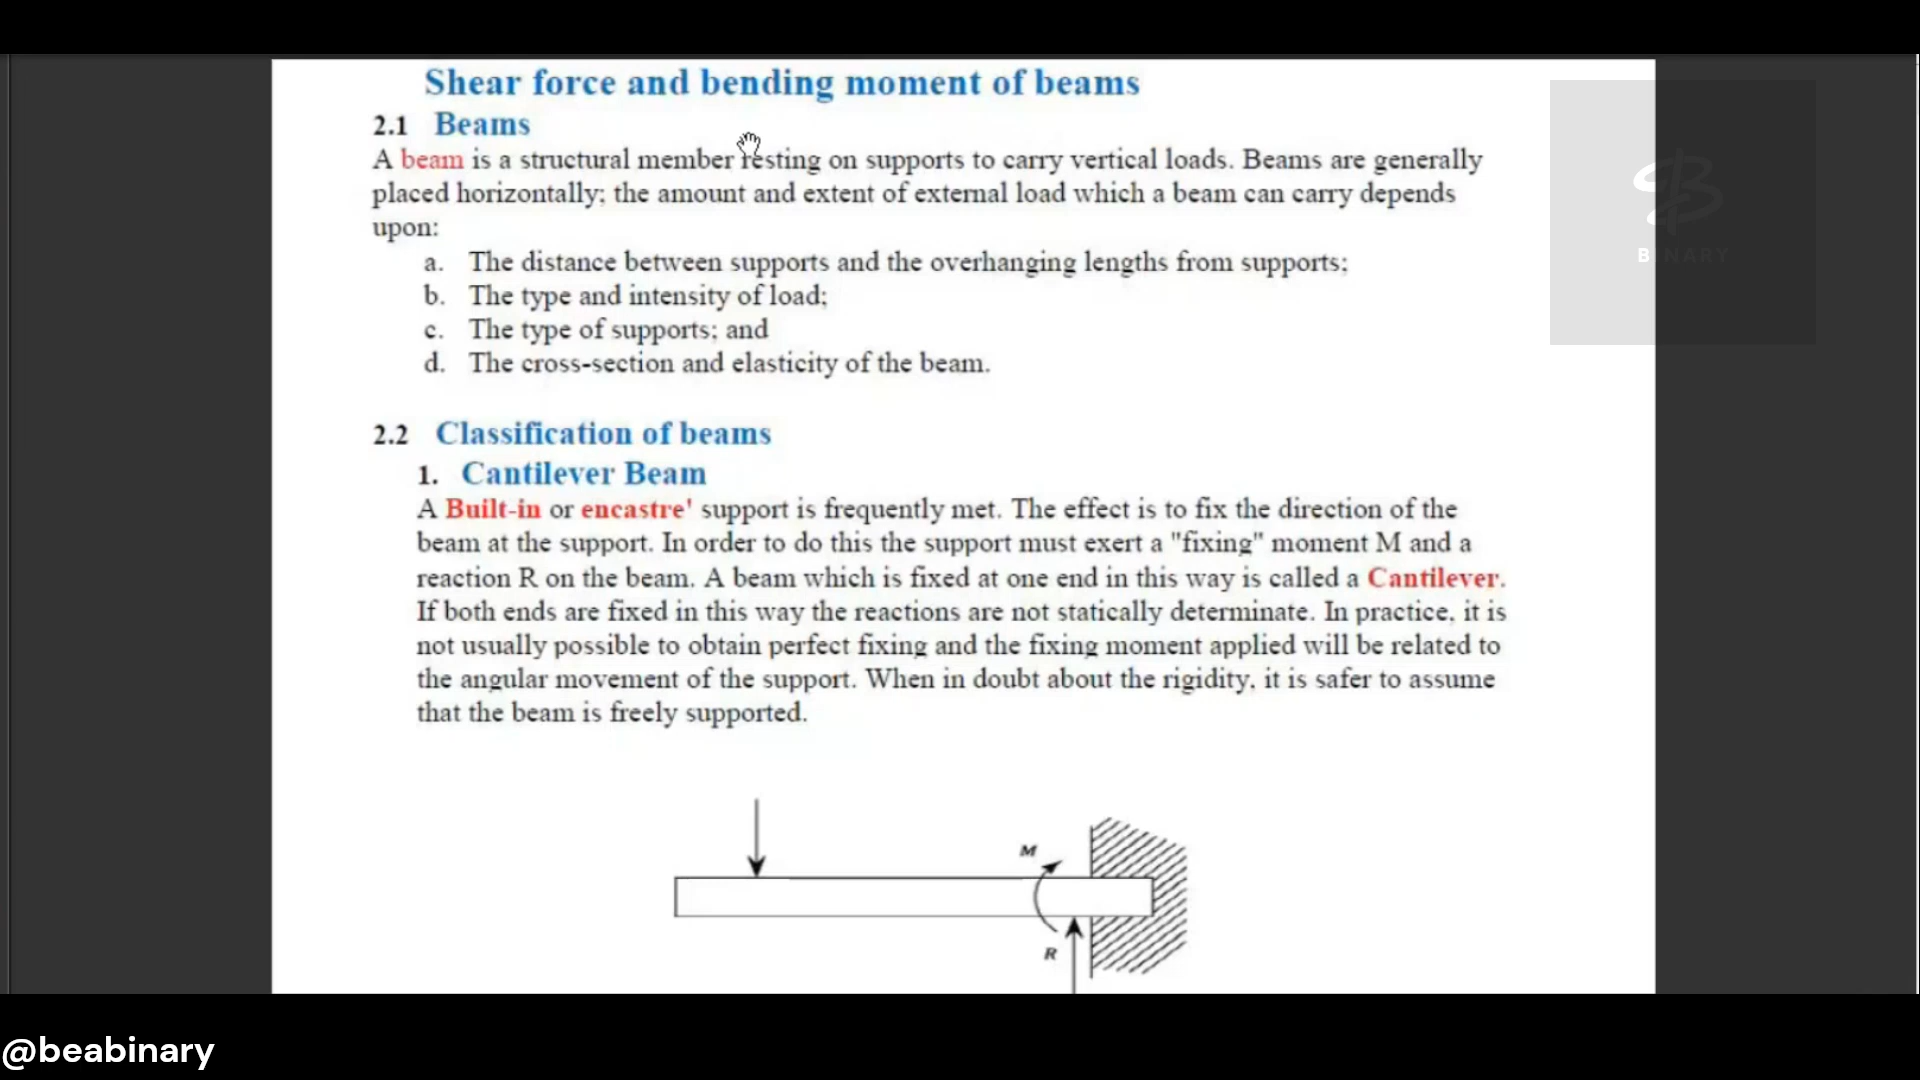 Shear force and bending moment of beams
2.1 Beams
A beam is a structural member resting on supports to carry vertical loads. Beams are generally
placed horizontally; the amount and extent of external load which a beam can carry depends
upon:
a. The distance between supports and the overhanging lengths from supports;
b. The type and intensity of load;
c. The type of supports; and
d. The cross-section and elasticity of the beam.
2.2 Classification of beams
1. Cantilever Beam
A Built-in or encastre' support is frequently met. The effect is to fix the direction of the
beam at the support. In order to do this the support must exert a "fixing" moment M and a
reaction R on the beam. A beam which is fixed at one end in this way is called a Cantilever.
If both ends are fixed in this way the reactions are not statically determinate. In practice, it is
not usually possible to obtain perfect fixing and the fixing moment applied will be related to
the angular movement of the support. When in doubt about the rigidity, it is safer to assume
that the beam is freely supported.
M
R
BINARY
@beabinary